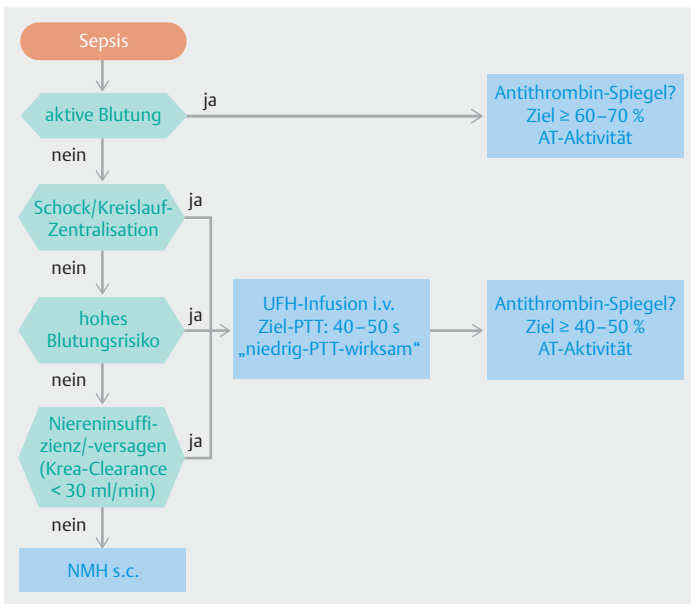 Sepsis
aktive Blutung
ja
Antithrombin-Spiegel?
Ziel ≥ 60–70 %
AT-Aktivität
nein
Schock/Kreislauf-
Zentralisation
ja
nein
hohes
Blutungsrisiko
ja
UFH-Infusion i.v.
Ziel-PTT: 40–50 s
„niedrig-PTT-wirksam“
Antithrombin-Spiegel?
Ziel ≥ 40–50 %
AT-Aktivität
nein
Niereninsuffi-
zienz/-versagen
(Krea-Clearance
< 30 ml/min)
ja
nein
NMH s.c.